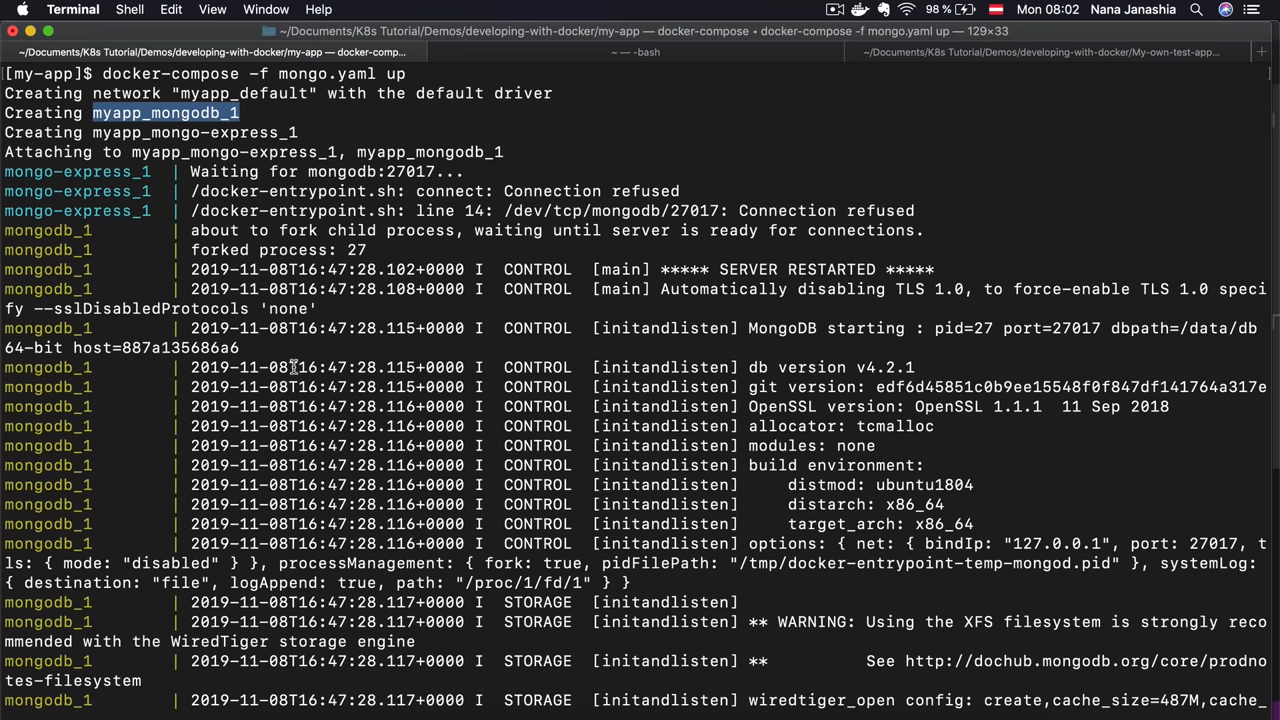 Terminal Shell Edit View Window Help 98 % Mon 08:02 Nana Janashia
~/Documents/K8s Tutorial/Demos/developing-with-docker/my-app — docker-compose ◂ docker-compose -f mongo.yaml up — 129×33
~/Documents/K8s Tutorial/Demos/developing-with-docker/my-app — docker-comp... ~ — -bash ~/Documents/K8s Tutorial/Demos/developing-with-docker/My-own-test-app...
[my-app]$ docker-compose -f mongo.yaml up
Creating network "myapp_default" with the default driver
Creating myapp_mongodb_1
Creating myapp_mongo-express_1
Attaching to myapp_mongo-express_1, myapp_mongodb_1
mongo-express_1 | Waiting for mongodb:27017...
mongo-express_1 | /docker-entrypoint.sh: connect: Connection refused
mongo-express_1 | /docker-entrypoint.sh: line 14: /dev/tcp/mongodb/27017: Connection refused
mongodb_1 | about to fork child process, waiting until server is ready for connections.
mongodb_1 | forked process: 27
mongodb_1 | 2019-11-08T16:47:28.102+0000 I CONTROL [main] ***** SERVER RESTARTED *****
mongodb_1 | 2019-11-08T16:47:28.108+0000 I CONTROL [main] Automatically disabling TLS 1.0, to force-enable TLS 1.0 speci
fy --sslDisabledProtocols 'none'
mongodb_1 | 2019-11-08T16:47:28.115+0000 I CONTROL [initandlisten] MongoDB starting : pid=27 port=27017 dbpath=/data/db
64-bit host=887a135686a6
mongodb_1 | 2019-11-08T16:47:28.115+0000 I CONTROL [initandlisten] db version v4.2.1
mongodb_1 | 2019-11-08T16:47:28.115+0000 I CONTROL [initandlisten] git version: edf6d45851c0b9ee15548f0f847df141764a317e
mongodb_1 | 2019-11-08T16:47:28.116+0000 I CONTROL [initandlisten] OpenSSL version: OpenSSL 1.1.1 11 Sep 2018
mongodb_1 | 2019-11-08T16:47:28.116+0000 I CONTROL [initandlisten] allocator: tcmalloc
mongodb_1 | 2019-11-08T16:47:28.116+0000 I CONTROL [initandlisten] modules: none
mongodb_1 | 2019-11-08T16:47:28.116+0000 I CONTROL [initandlisten] build environment:
mongodb_1 | 2019-11-08T16:47:28.116+0000 I CONTROL [initandlisten] distmod: ubuntu1804
mongodb_1 | 2019-11-08T16:47:28.116+0000 I CONTROL [initandlisten] distarch: x86_64
mongodb_1 | 2019-11-08T16:47:28.116+0000 I CONTROL [initandlisten] target_arch: x86_64
mongodb_1 | 2019-11-08T16:47:28.116+0000 I CONTROL [initandlisten] options: { net: { bindIp: "127.0.0.1", port: 27017, t
ls: { mode: "disabled" } }, processManagement: { fork: true, pidFilePath: "/tmp/docker-entrypoint-temp-mongod.pid" }, systemLog:
{ destination: "file", logAppend: true, path: "/proc/1/fd/1" } }
mongodb_1 | 2019-11-08T16:47:28.117+0000 I STORAGE [initandlisten]
mongodb_1 | 2019-11-08T16:47:28.117+0000 I STORAGE [initandlisten] ** WARNING: Using the XFS filesystem is strongly reco
mmended with the WiredTiger storage engine
mongodb_1 | 2019-11-08T16:47:28.117+0000 I STORAGE [initandlisten] ** See http://dochub.mongodb.org/core/prodno
tes-filesystem
mongodb_1 | 2019-11-08T16:47:28.117+0000 I STORAGE [initandlisten] wiredtiger_open config: create,cache_size=487M,cache_